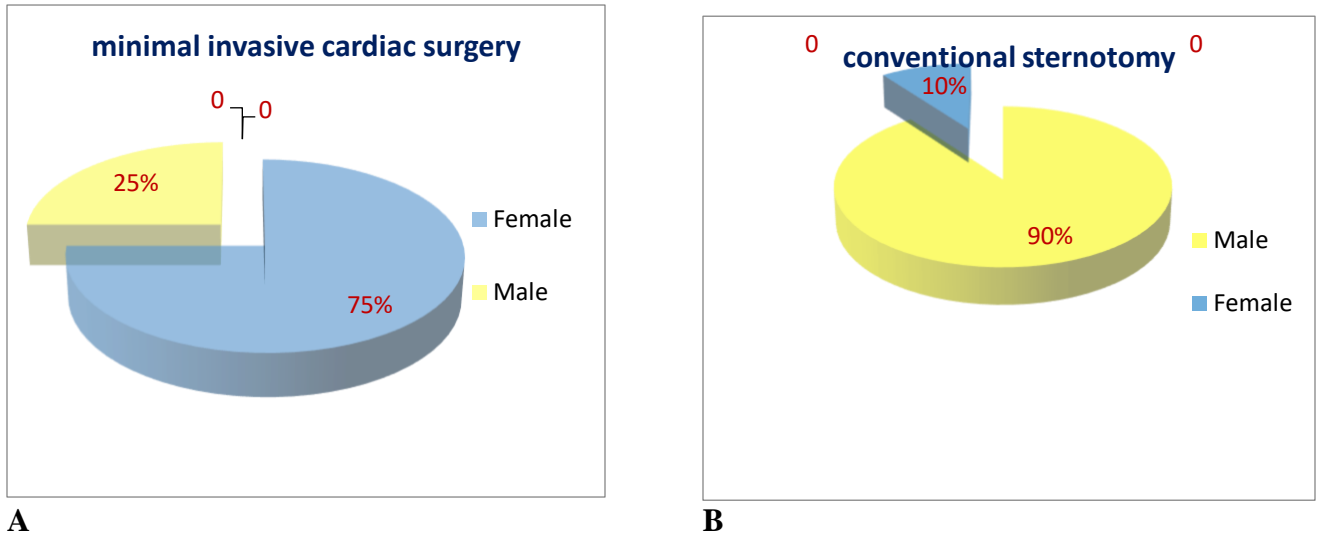 minimal invasive cardiac surgery
0
0
25%
75%
Female
Male
A
conventional sternotomy
0
0
10%
90%
Male
Female
B